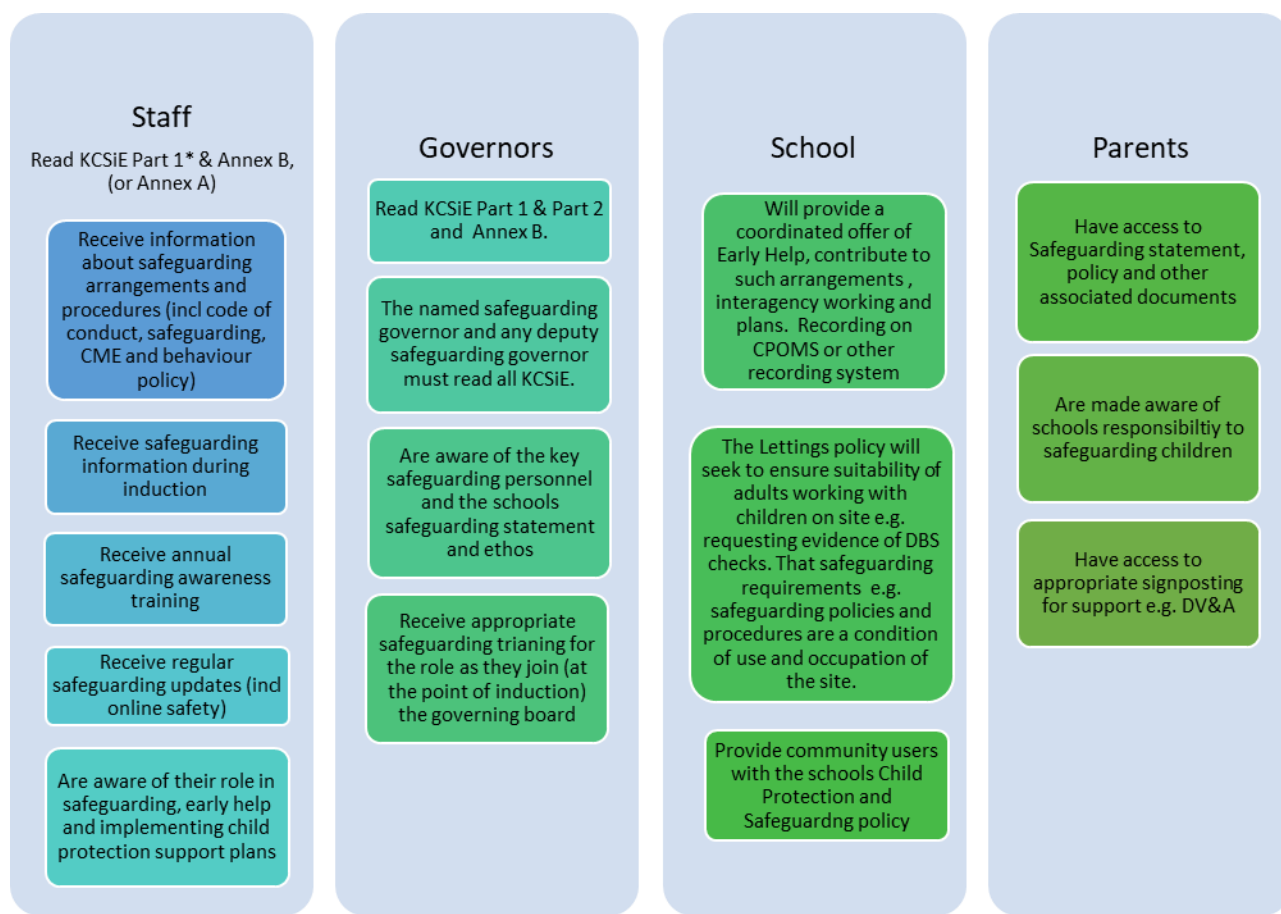 Staff
Read KCSiE Part 1* & Annex B,
(or Annex A)
Receive information
about safeguarding
arrangements and
procedures (incl code of
conduct, safeguarding,
CME and behaviour
policy)
Receive safeguarding
information during
induction
Receive annual
safeguarding awareness
training
Receive regular
safeguarding updates (incl
online safety)
Are aware of their role in
safeguarding, early help
and implementing child
protection support plans
Governors
Read KCSiE Part 1 & Part 2
and Annex B.
The named safeguarding
governor and any deputy
safeguarding governor
must read all KCSiE.
Are aware of the key
safeguarding personnel
and the schools
safeguarding statement
and ethos
Receive appropriate
safeguarding trianing for
the role as they join (at
the point of induction)
the governing board
School
Will provide a
coordinated offer of
Early Help, contribute to
such arrangements ,
interagency working and
plans. Recording on
CPOMS or other
recording system
The Lettings policy will
seek to ensure suitability of
adults working with
children on site e.g.
requesting evidence of DBS
checks. That safeguarding
requirements e.g.
safeguarding policies and
procedures are a condition
of use and occupation of
the site.
Provide community users
with the schools Child
Protection and
Safeguardng policy
Parents
Have access to
Safeguarding statement,
policy and other
associated documents
Are made aware of
schools responsibiltiy to
safeguarding children
Have access to
appropriate signposting
for support e.g. DV&A